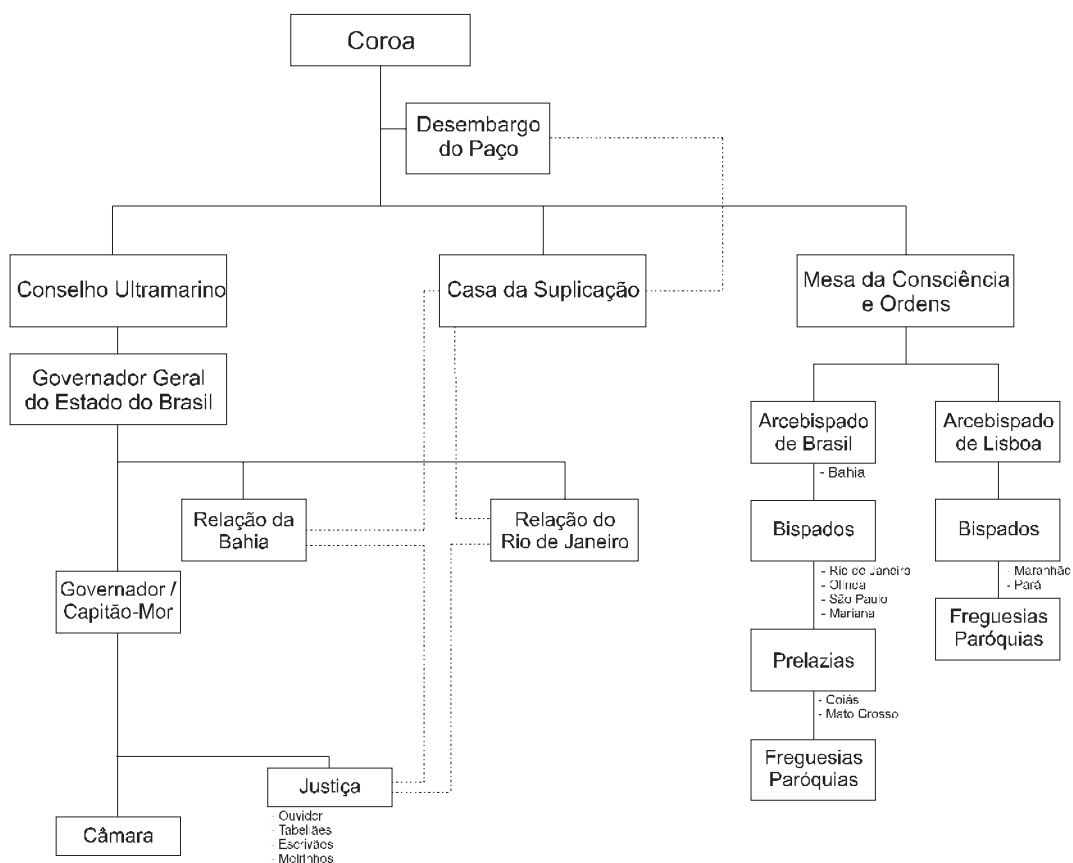 Coroa
Desembargo
do Paço
Conselho Ultramarino
Casa da Suplicação
Mesa da Consciência
e Ordens
Governador Geral
do Estado do Brasil
Arcebispado
de Brasil
- Bahia
Arcebispado
de Lisboa
Relação da
Bahia
Relação do
Rio de Janeiro
Bispados
- Rio de Janeiro
- Olinda
- São Paulo
- Mariana
Bispados
- Maranhão
- Pará
Governador /
Capitão-Mor
Freguesias
Paróquias
Prelazias
- Goiás
- Mato Grosso
Freguesias
Paróquias
Justiça
- Ouvidor
- Tabeliães
- Escrivães
- Meirinhos
Câmara